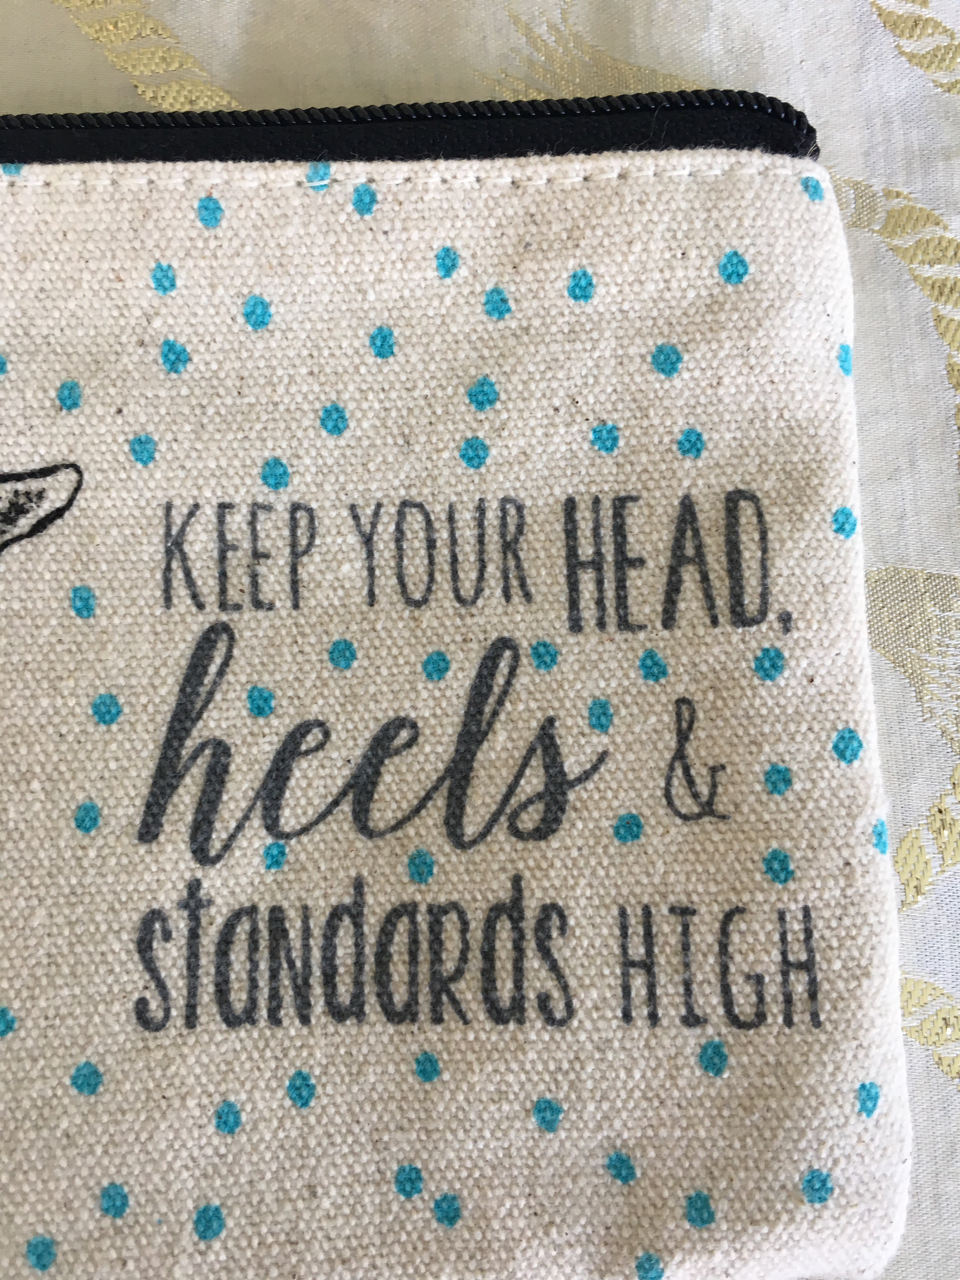 KEEP YOUR HEAD,
heels &
standards HIGH